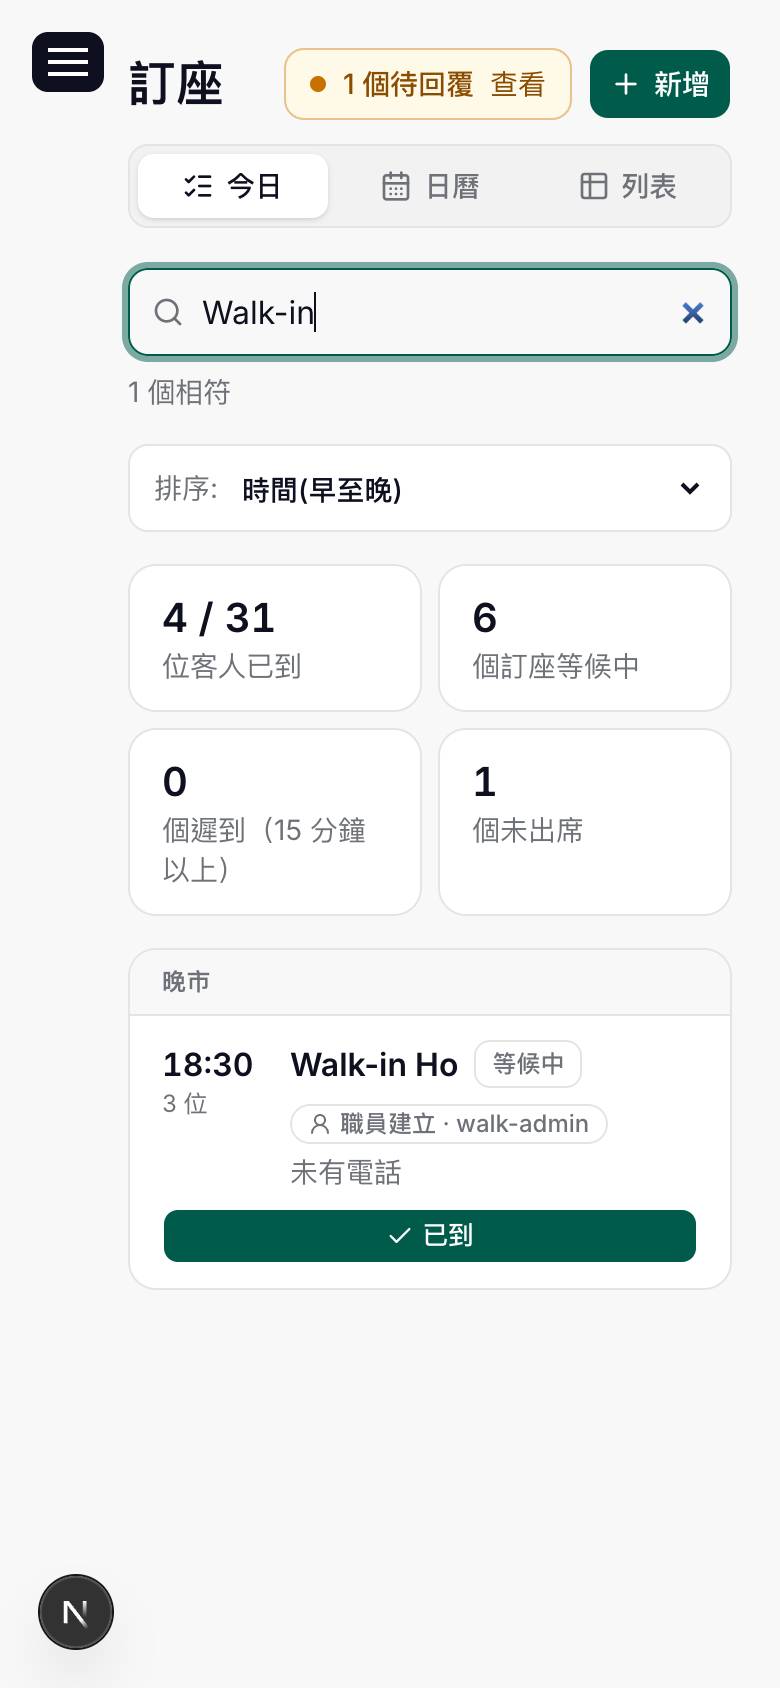 訂座
1 個待回覆 查看
新增
今日
日曆
列表
Walk-in
1 個相符
排序: 時間(早至晚)
4 / 31
位客人已到
6
個訂座等候中
0
個遲到（15 分鐘
以上）
1
個未出席
晚市
18:30 Walk-in Ho 等候中
3 位
職員建立 · walk-admin
未有電話
已到
N